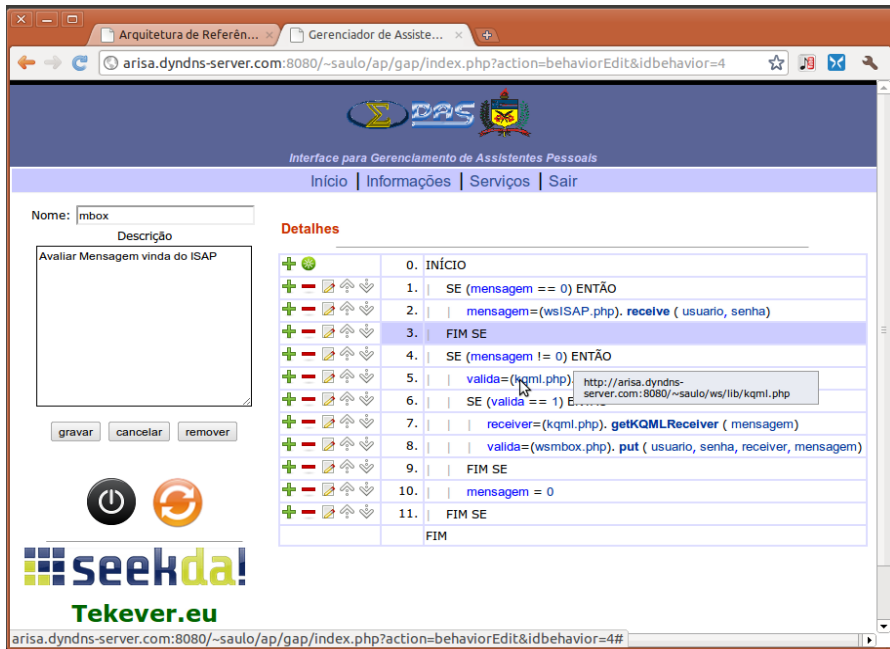 Arquitetura de Referên...
Gerenciador de Assiste...
arisa.dyndns-server.com:8080/~saulo/ap/gap/index.php?action=behaviorEdit&idbehavior=4
DAS
Interface para Gerenciamento de Assistentes Pessoais
Início | Informações | Serviços | Sair
Nome: mbox
Descrição
Avaliar Mensagem vinda do ISAP
gravar cancelar remover
seekda!
Tekever.eu
Detalhes
0. INÍCIO
1. | SE (mensagem == 0) ENTÃO
2. | | mensagem=(wsISAP.php). receive ( usuario, senha)
3. | FIM SE
4. | SE (mensagem != 0) ENTÃO
5. | | valida=(kqml.php).
http://arisa.dyndns-
server.com:8080/~saulo/ws/lib/kqml.php
6. | | SE (valida == 1)
7. | | | receiver=(kqml.php). getKQMLReceiver ( mensagem)
8. | | | valida=(wsmbox.php). put ( usuario, senha, receiver, mensagem)
9. | | FIM SE
10. | | mensagem = 0
11. | FIM SE
FIM
arisa.dyndns-server.com:8080/~saulo/ap/gap/index.php?action=behaviorEdit&idbehavior=4#